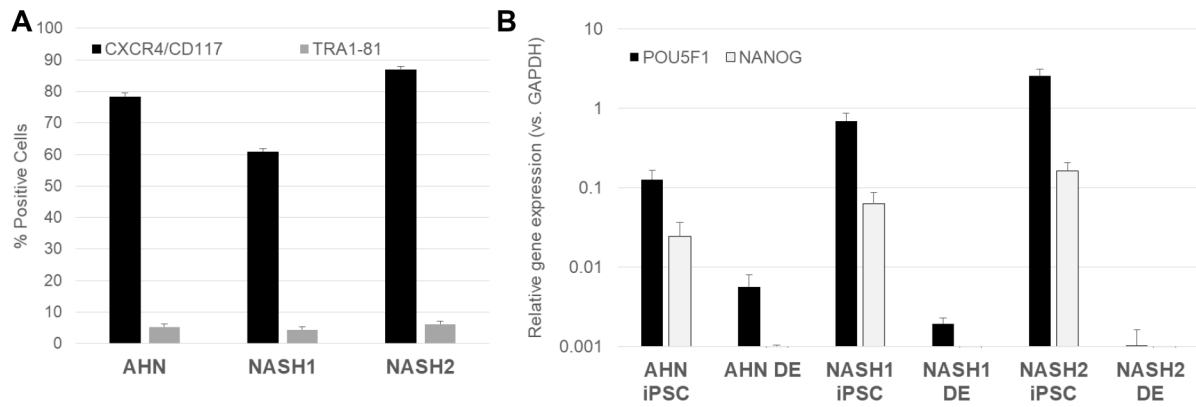 A
CXCR4/CD117 TRA1-81
% Positive Cells
100
90
80
70
60
50
40
30
20
10
0
AHN NASH1 NASH2
B
POU5F1 NANOG
Relative gene expression (vs. GAPDH)
10
1
0.1
0.01
0.001
AHN iPSC
AHN DE
NASH1 iPSC
NASH1 DE
NASH2 iPSC
NASH2 DE